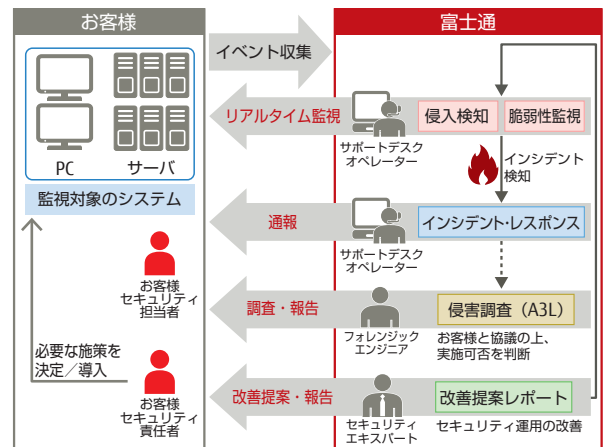 お客様
富士通
イベント収集
リアルタイム監視
侵入検知
脆弱性監視
PC
サーバ
サポートデスク
オペレーター
インシデント
検知
監視対象のシステム
通報
インシデント・レスポンス
サポートデスク
オペレーター
お客様
セキュリティ
担当者
調査・報告
侵害調査（A3L）
フォレンジック
エンジニア
お客様と協議の上、
実施可否を判断
必要な施策を
決定／導入
改善提案・報告
改善提案レポート
お客様
セキュリティ
責任者
セキュリティ
エキスパート
セキュリティ運用の改善